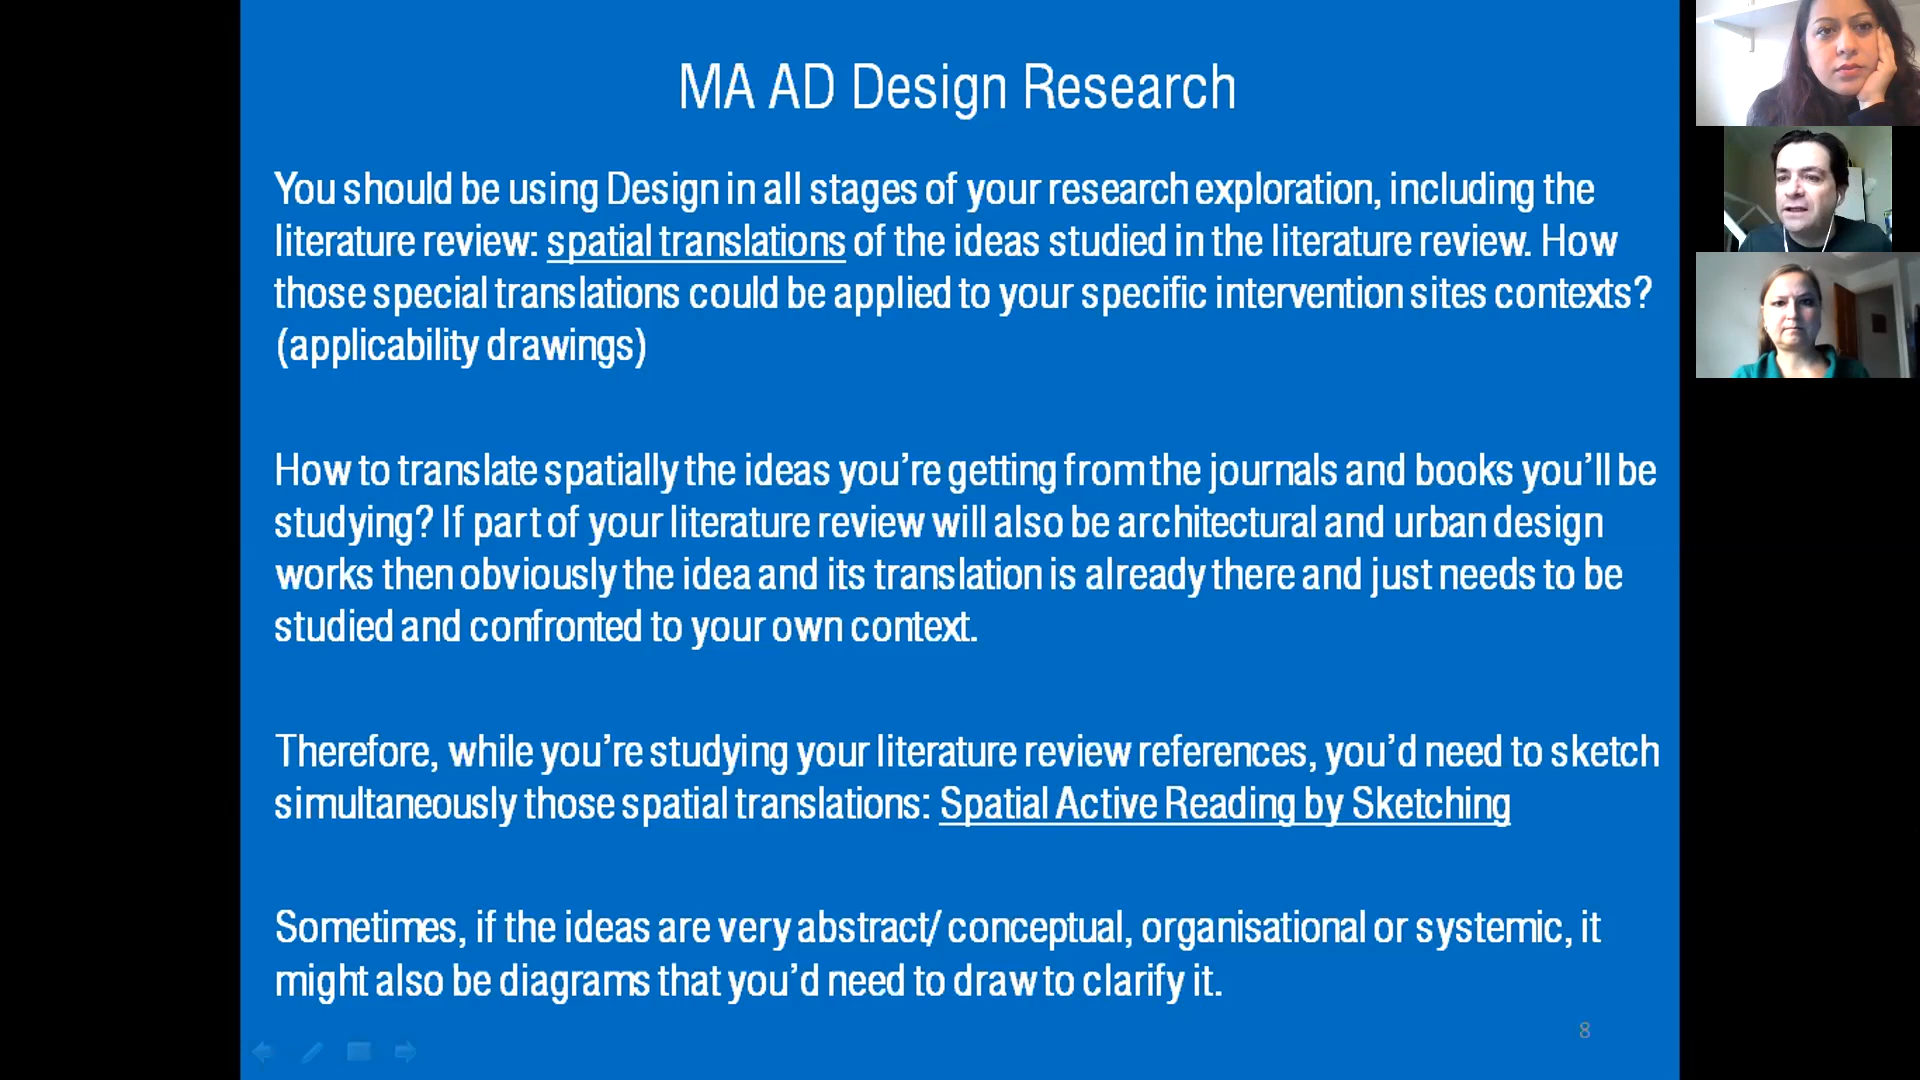 MA AD Design Research
You should be using Design in all stages of your research exploration, including the
literature review: spatial translations of the ideas studied in the literature review. How
those special translations could be applied to your specific intervention sites contexts?
(applicability drawings)
How to translate spatially the ideas you’re getting from the journals and books you’ll be
studying? If part of your literature review will also be architectural and urban design
works then obviously the idea and its translation is already there and just needs to be
studied and confronted to your own context.
Therefore, while you’re studying your literature review references, you’d need to sketch
simultaneously those spatial translations: Spatial Active Reading by Sketching
Sometimes, if the ideas are very abstract/ conceptual, organisational or systemic, it
might also be diagrams that you’d need to draw to clarify it.
8